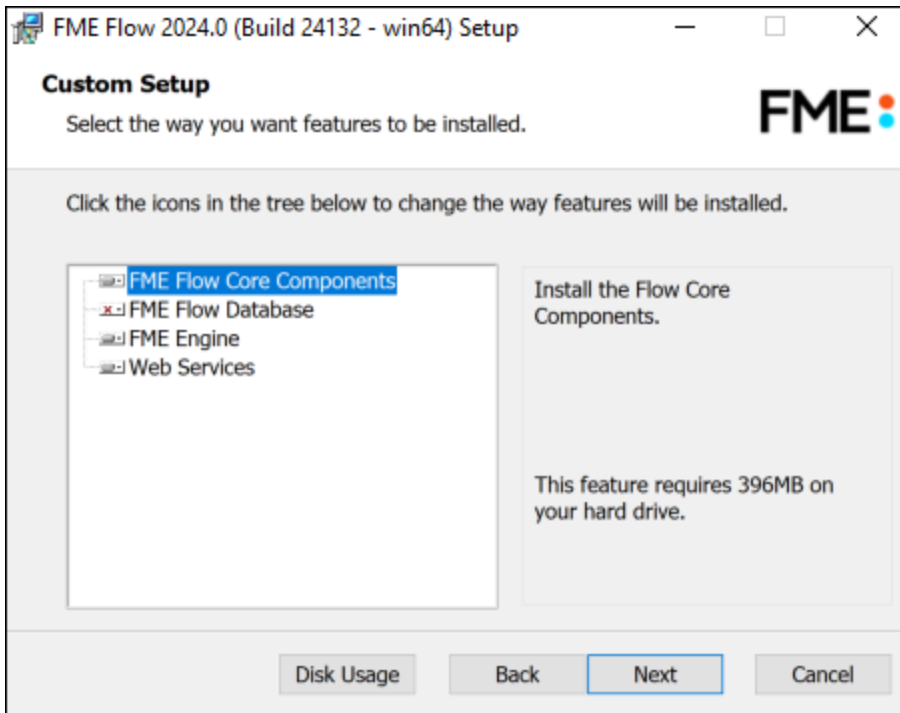 FME Flow 2024.0 (Build 24132 - win64) Setup
Custom Setup
Select the way you want features to be installed.
FME
Click the icons in the tree below to change the way features will be installed.
FME Flow Core Components
FME Flow Database
FME Engine
Web Services
Install the Flow Core
Components.
This feature requires 396MB on
your hard drive.
Disk Usage
Back
Next
Cancel